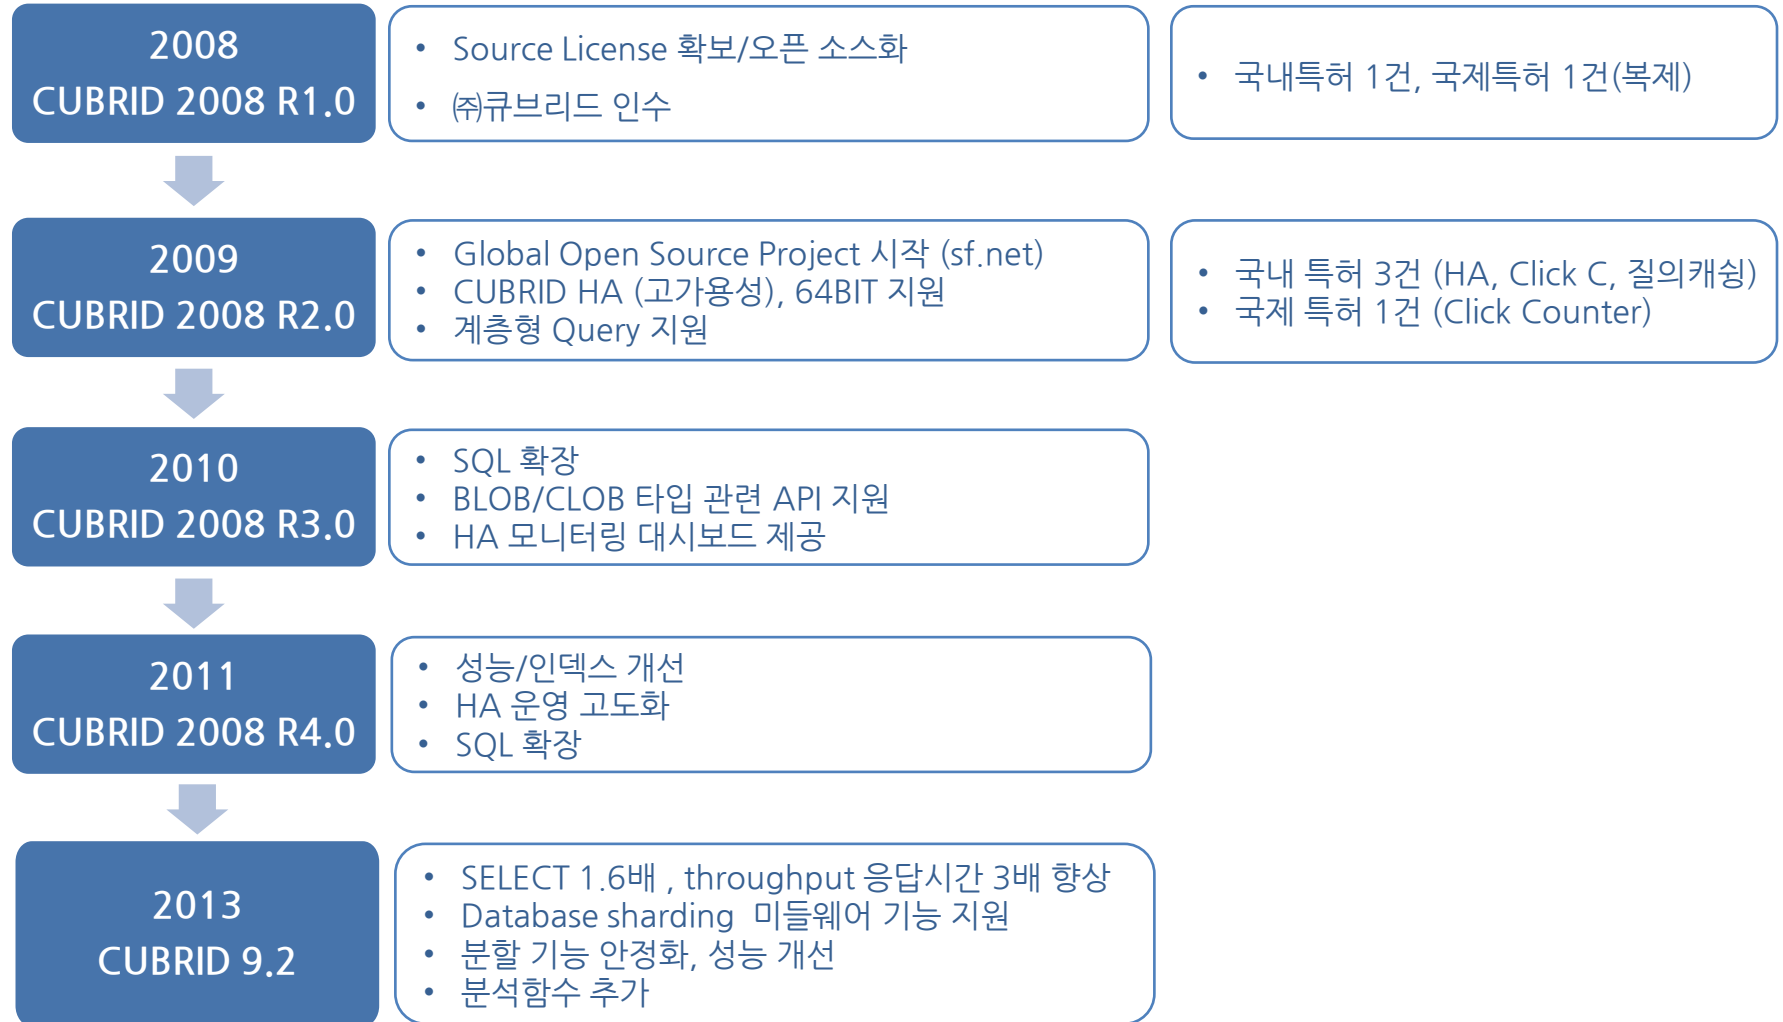 2008
CUBRID 2008 R1.0
• Source License 확보/오픈 소스화
• ㈜큐브리드 인수
• 국내특허 1건, 국제특허 1건(복제)
2009
CUBRID 2008 R2.0
• Global Open Source Project 시작 (sf.net)
• CUBRID HA (고가용성), 64BIT 지원
• 계층형 Query 지원
• 국내 특허 3건 (HA, Click C, 질의캐슁)
• 국제 특허 1건 (Click Counter)
2010
CUBRID 2008 R3.0
• SQL 확장
• BLOB/CLOB 타입 관련 API 지원
• HA 모니터링 대시보드 제공
2011
CUBRID 2008 R4.0
• 성능/인덱스 개선
• HA 운영 고도화
• SQL 확장
2013
CUBRID 9.2
• SELECT 1.6배 , throughput 응답시간 3배 향상
• Database sharding 미들웨어 기능 지원
• 분할 기능 안정화, 성능 개선
• 분석함수 추가